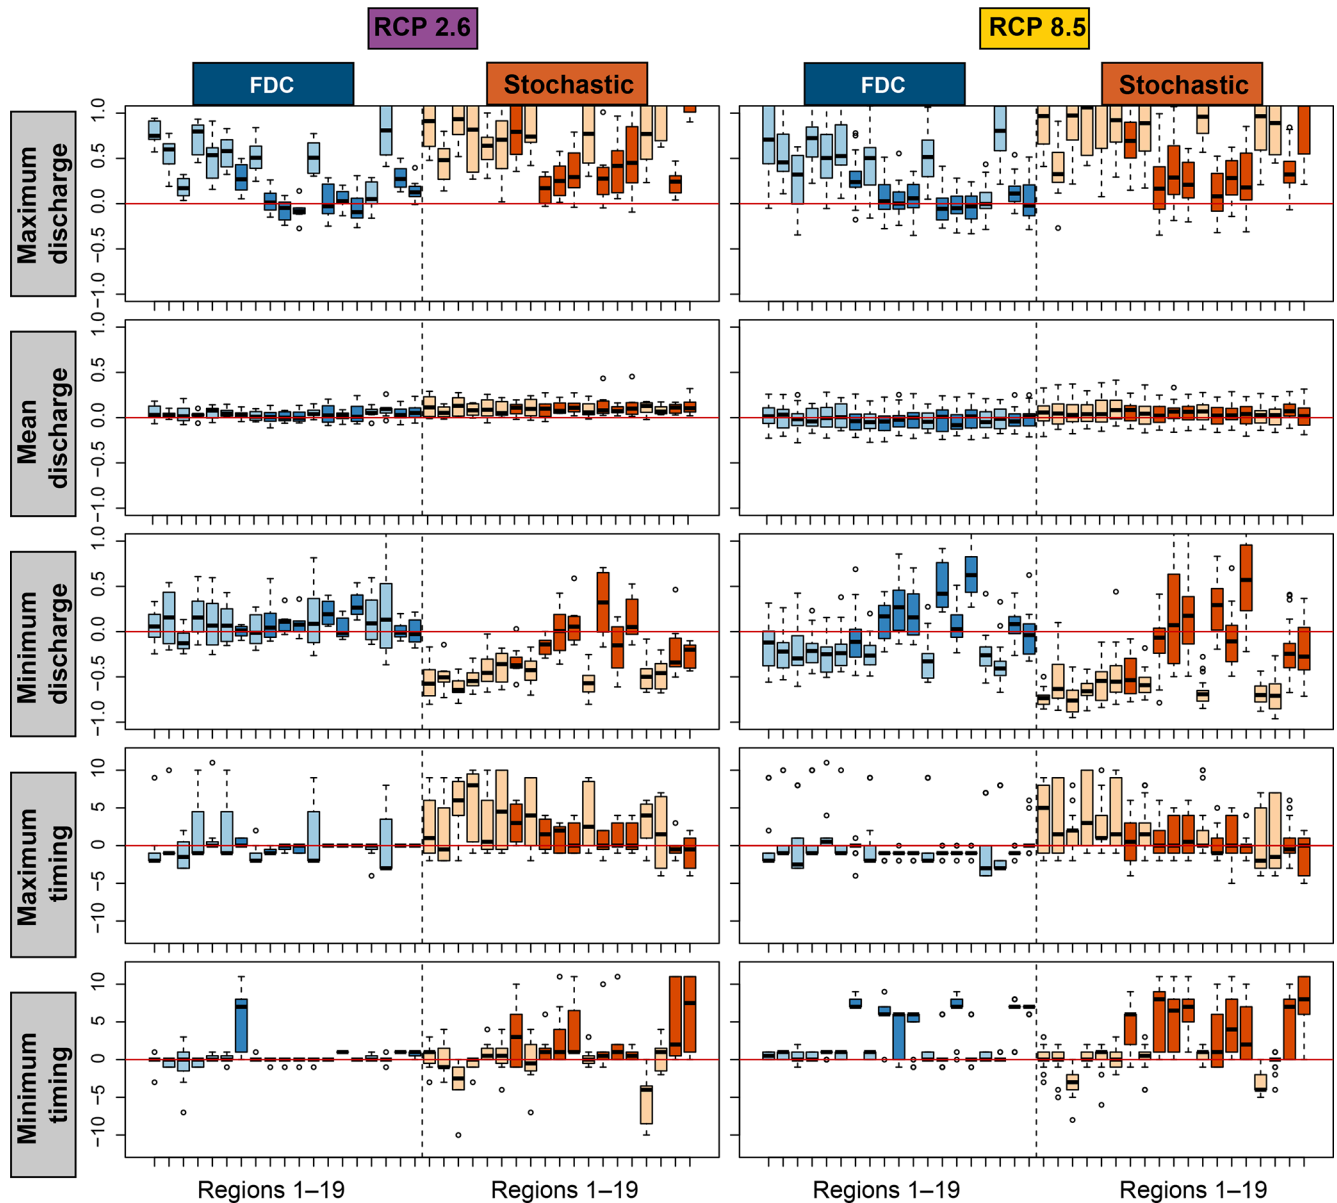 RCP 2.6
RCP 8.5
FDC
Stochastic
FDC
Stochastic
Maximum
discharge
1.0
0.5
0.0
−0.5
−1.0
Mean
discharge
1.0
0.5
0.0
−0.5
−1.0
Minimum
discharge
1.0
0.5
0.0
−0.5
−1.0
Maximum
timing
10
5
0
−5
−10
Minimum
timing
10
5
0
−5
−10
Regions 1–19
Regions 1–19
Regions 1–19
Regions 1–19